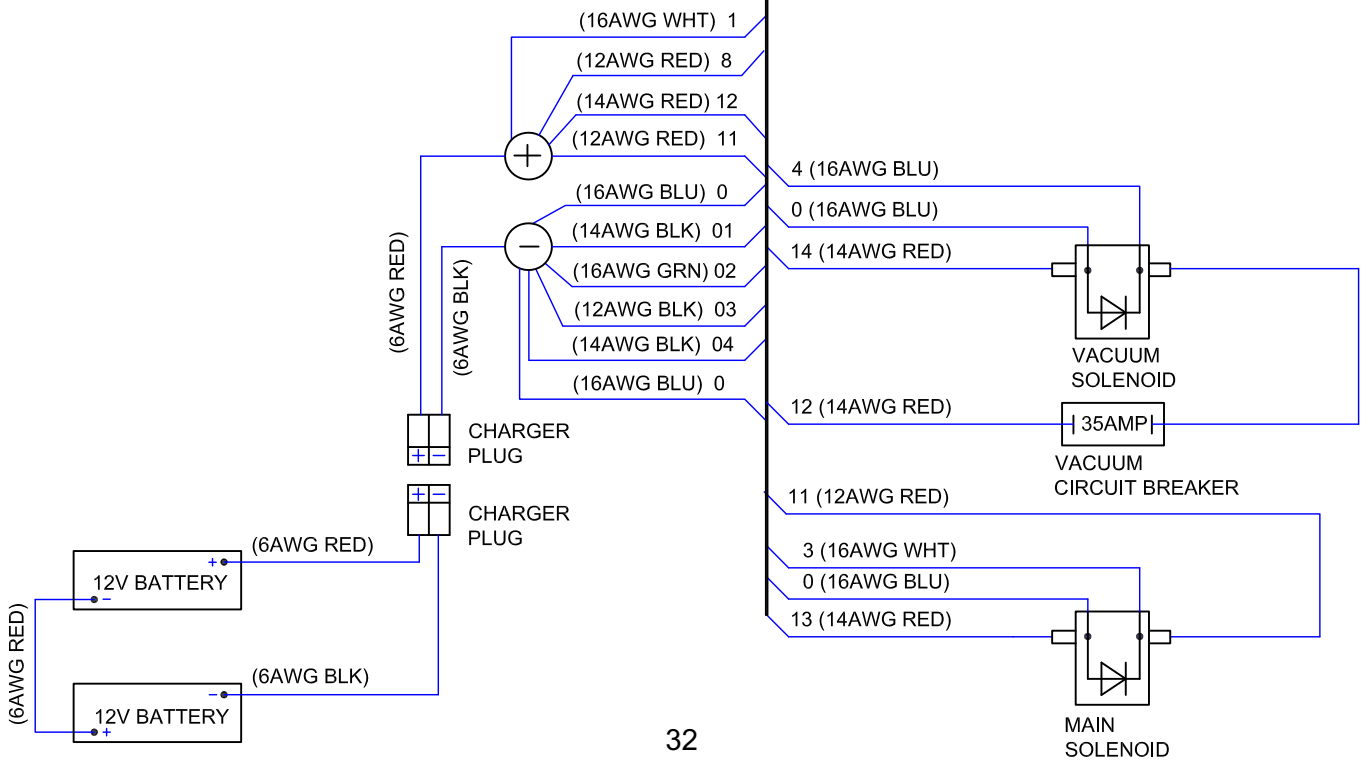 (16AWG WHT) 1
(12AWG RED) 8
(14AWG RED) 12
(12AWG RED) 11
+
(16AWG BLU) 0
(14AWG BLK) 01
−
(16AWG GRN) 02
(12AWG BLK) 03
(14AWG BLK) 04
(16AWG BLU) 0
(6AWG RED)
(6AWG BLK)
4 (16AWG BLU)
0 (16AWG BLU)
14 (14AWG RED)
VACUUM
SOLENOID
12 (14AWG RED)
35AMP
VACUUM
CIRCUIT BREAKER
11 (12AWG RED)
3 (16AWG WHT)
0 (16AWG BLU)
13 (14AWG RED)
MAIN
SOLENOID
+ −
CHARGER
PLUG
+ −
CHARGER
PLUG
(6AWG RED)
+
12V BATTERY
−
(6AWG RED)
(6AWG BLK)
−
12V BATTERY
+
32